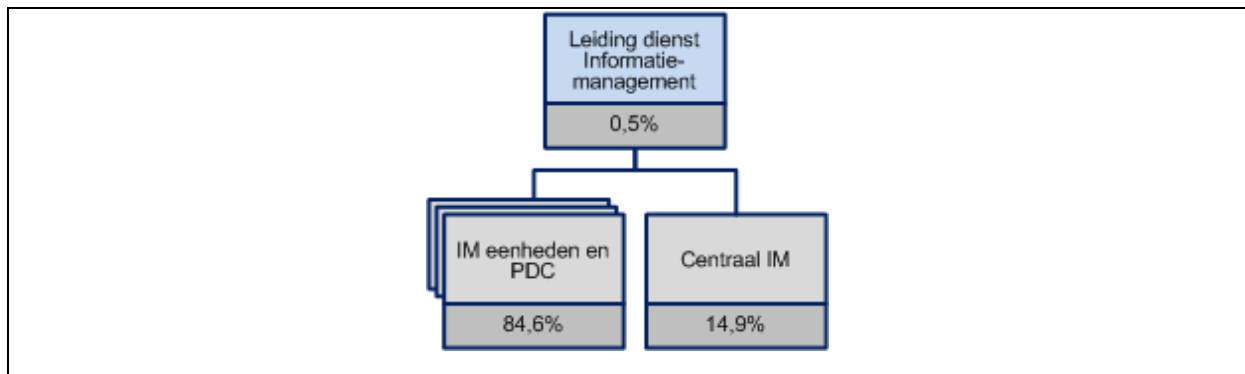 Leiding dienst
Informatie-
management
0,5%
IM eenheden en
PDC
84,6%
Centraal IM
14,9%